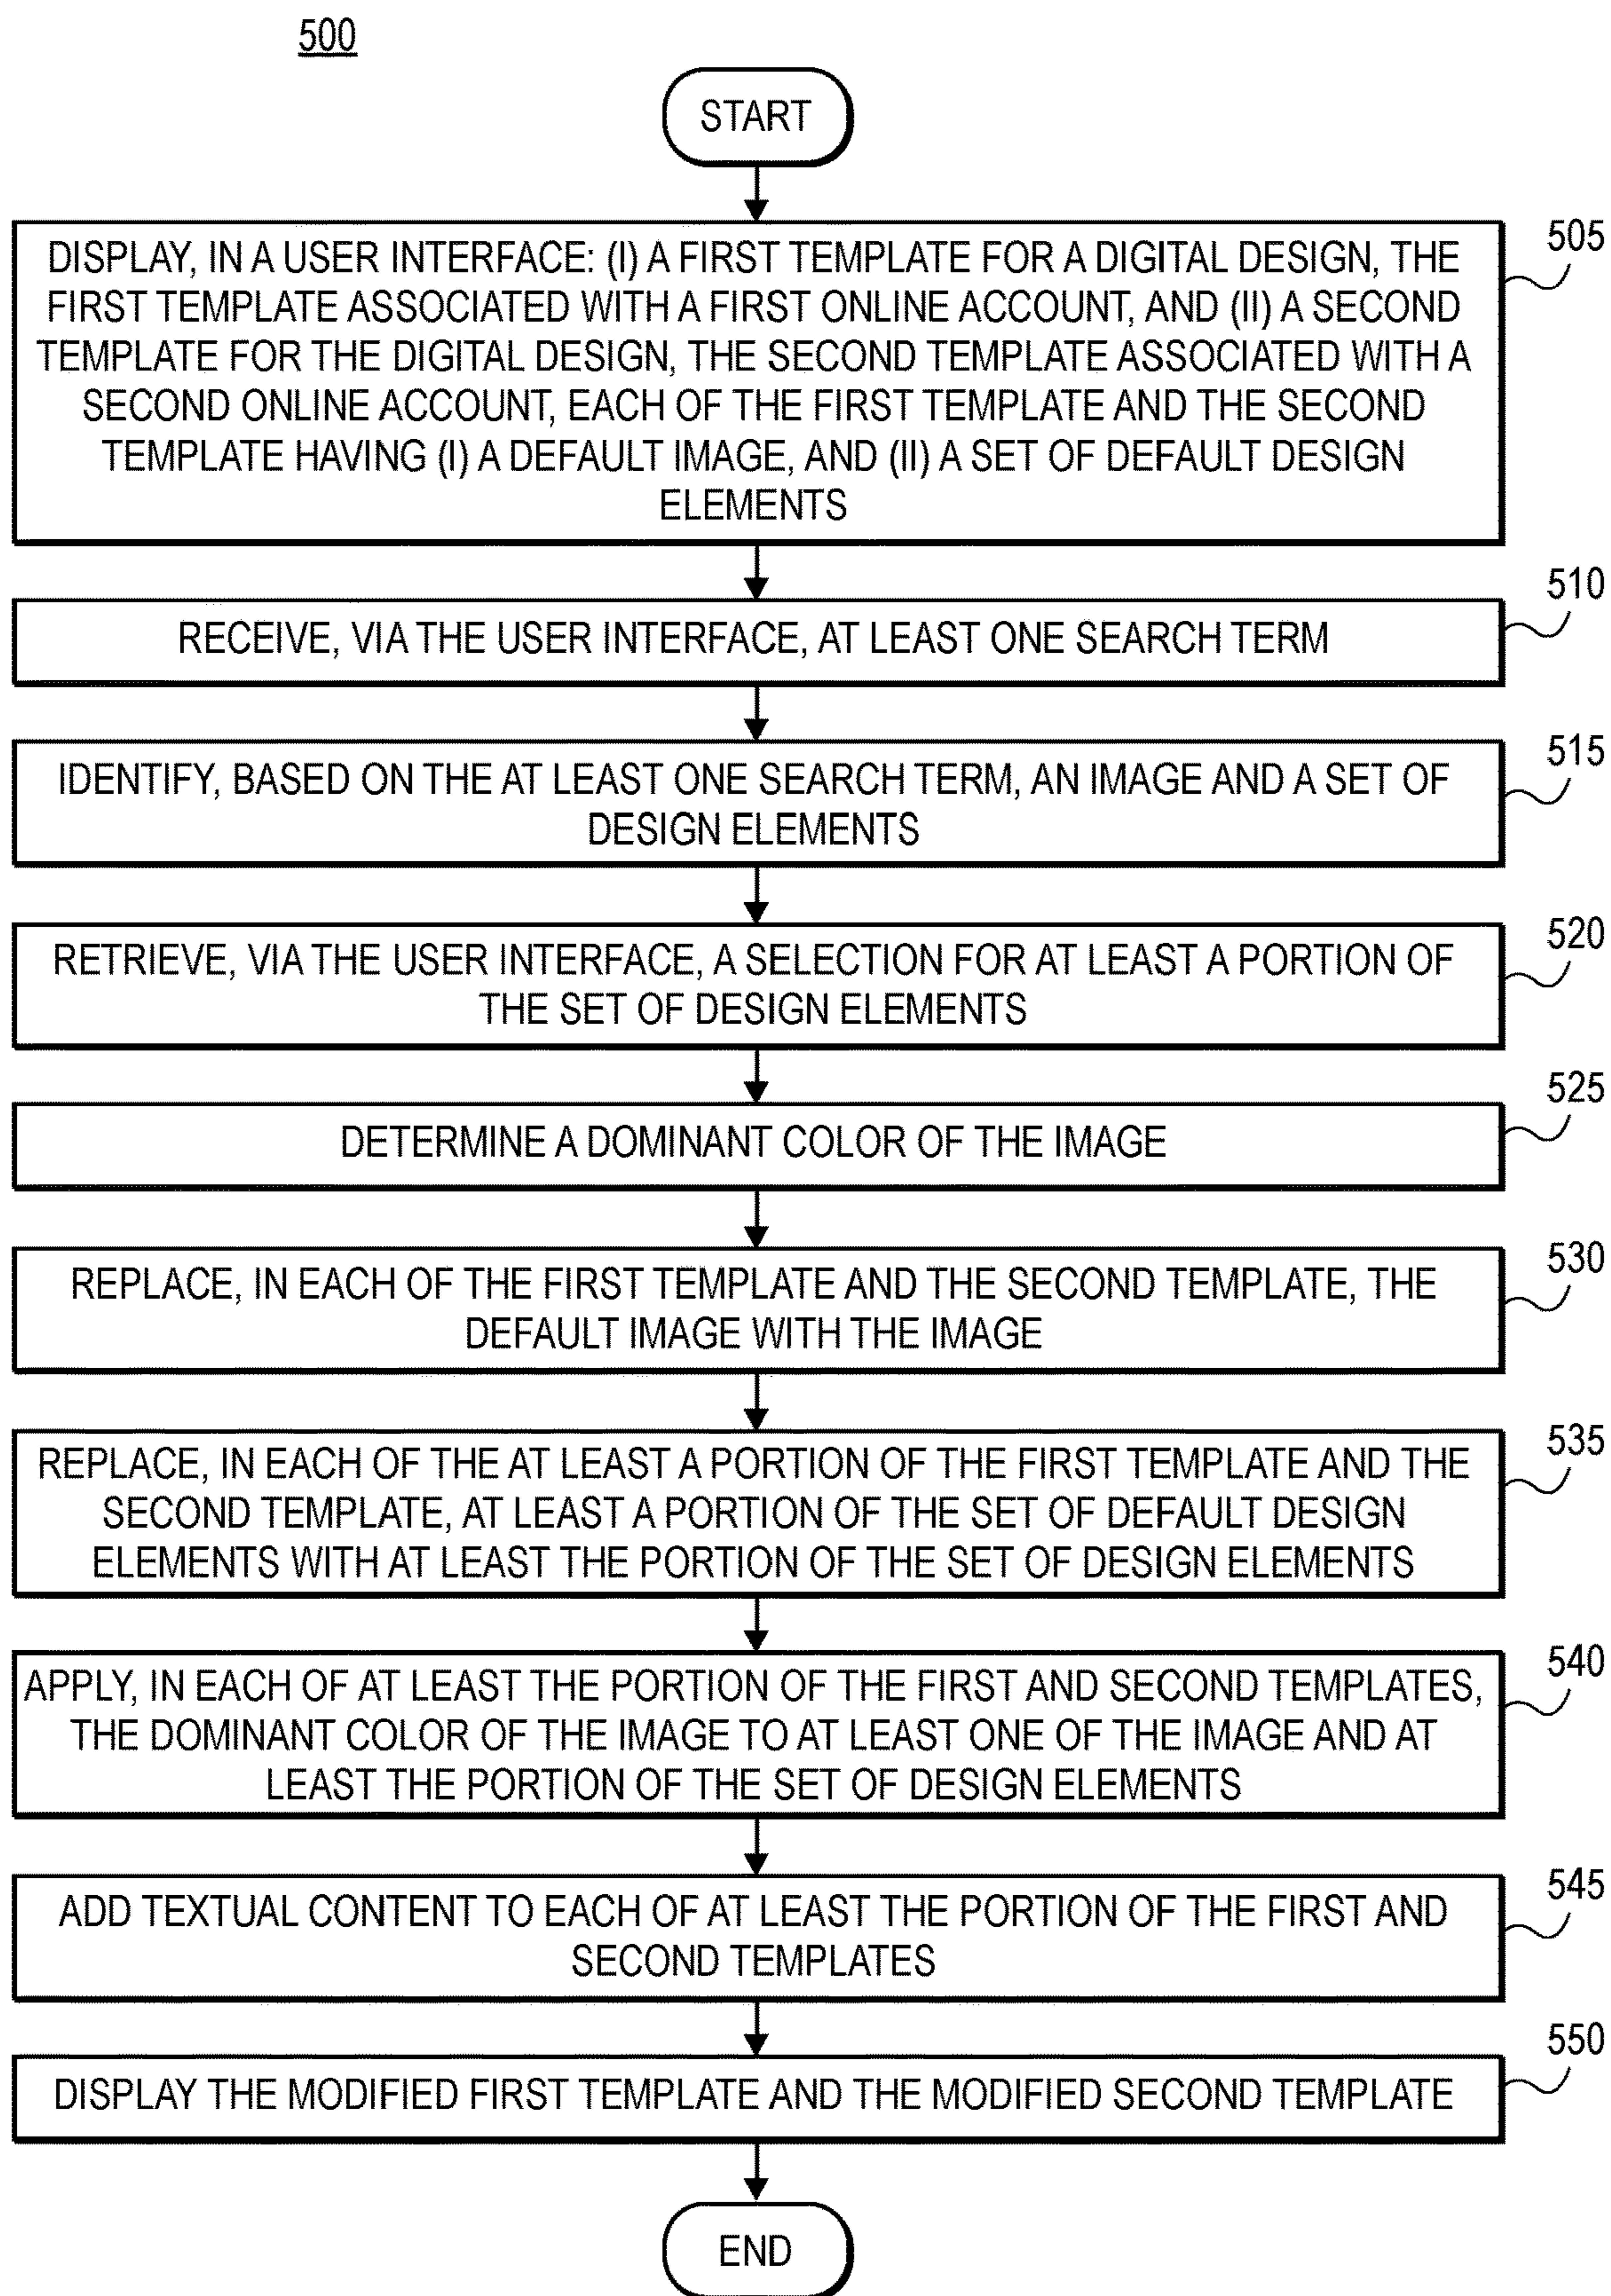 500
START
505
DISPLAY, IN A USER INTERFACE: (I) A FIRST TEMPLATE FOR A DIGITAL DESIGN, THE
FIRST TEMPLATE ASSOCIATED WITH A FIRST ONLINE ACCOUNT, AND (II) A SECOND
TEMPLATE FOR THE DIGITAL DESIGN, THE SECOND TEMPLATE ASSOCIATED WITH A
SECOND ONLINE ACCOUNT, EACH OF THE FIRST TEMPLATE AND THE SECOND
TEMPLATE HAVING (I) A DEFAULT IMAGE, AND (II) A SET OF DEFAULT DESIGN
ELEMENTS
510
RECEIVE, VIA THE USER INTERFACE, AT LEAST ONE SEARCH TERM
515
IDENTIFY, BASED ON THE AT LEAST ONE SEARCH TERM, AN IMAGE AND A SET OF
DESIGN ELEMENTS
520
RETRIEVE, VIA THE USER INTERFACE, A SELECTION FOR AT LEAST A PORTION OF
THE SET OF DESIGN ELEMENTS
525
DETERMINE A DOMINANT COLOR OF THE IMAGE
530
REPLACE, IN EACH OF THE FIRST TEMPLATE AND THE SECOND TEMPLATE, THE
DEFAULT IMAGE WITH THE IMAGE
535
REPLACE, IN EACH OF THE AT LEAST A PORTION OF THE FIRST TEMPLATE AND THE
SECOND TEMPLATE, AT LEAST A PORTION OF THE SET OF DEFAULT DESIGN
ELEMENTS WITH AT LEAST THE PORTION OF THE SET OF DESIGN ELEMENTS
540
APPLY, IN EACH OF AT LEAST THE PORTION OF THE FIRST AND SECOND TEMPLATES,
THE DOMINANT COLOR OF THE IMAGE TO AT LEAST ONE OF THE IMAGE AND AT
LEAST THE PORTION OF THE SET OF DESIGN ELEMENTS
545
ADD TEXTUAL CONTENT TO EACH OF AT LEAST THE PORTION OF THE FIRST AND
SECOND TEMPLATES
550
DISPLAY THE MODIFIED FIRST TEMPLATE AND THE MODIFIED SECOND TEMPLATE
END